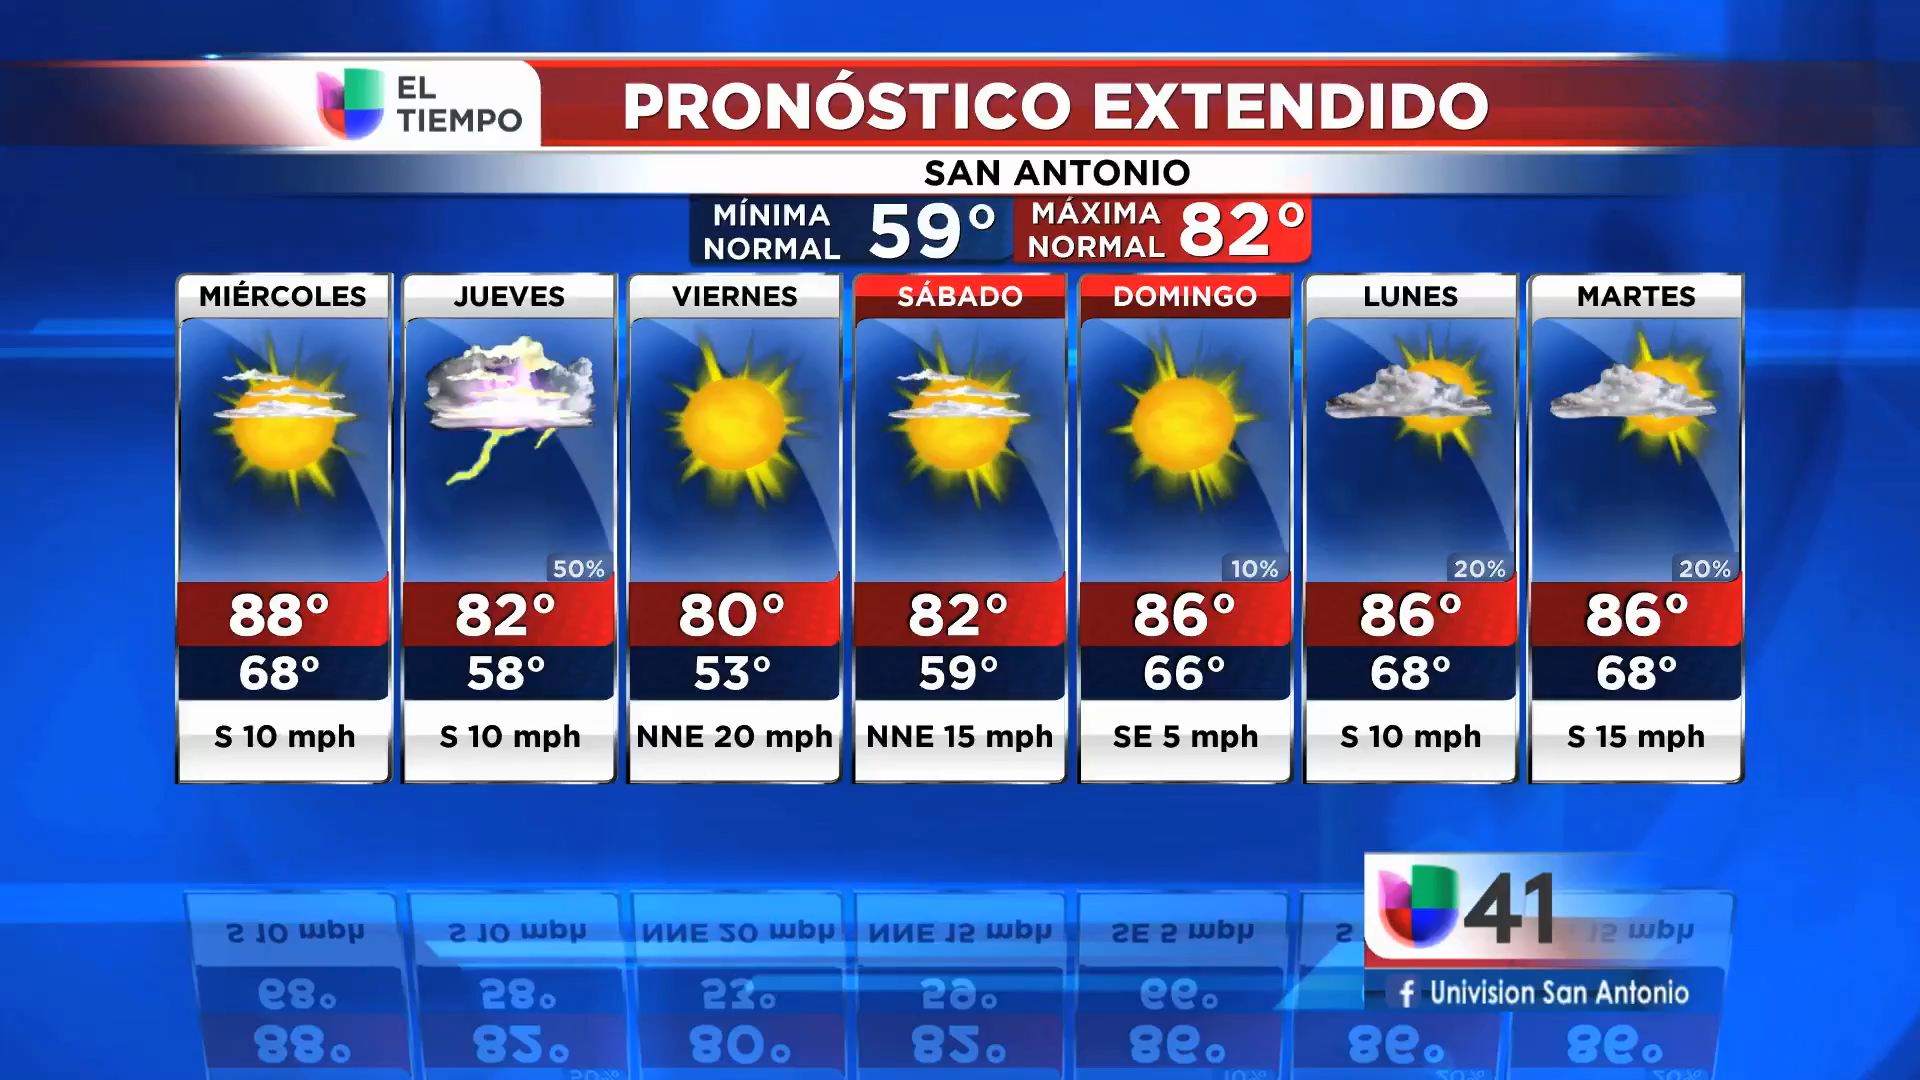 EL
TIEMPO
PRONÓSTICO EXTENDIDO
SAN ANTONIO
MÍNIMA
NORMAL
59°
MÁXIMA
NORMAL
82°
MIÉRCOLES
88°
68°
S 10 mph
JUEVES
50%
82°
58°
S 10 mph
VIERNES
80°
53°
NNE 20 mph
SÁBADO
82°
59°
NNE 15 mph
DOMINGO
10%
86°
66°
SE 5 mph
LUNES
20%
86°
68°
S 10 mph
MARTES
20%
86°
68°
S 15 mph
41
f Univision San Antonio